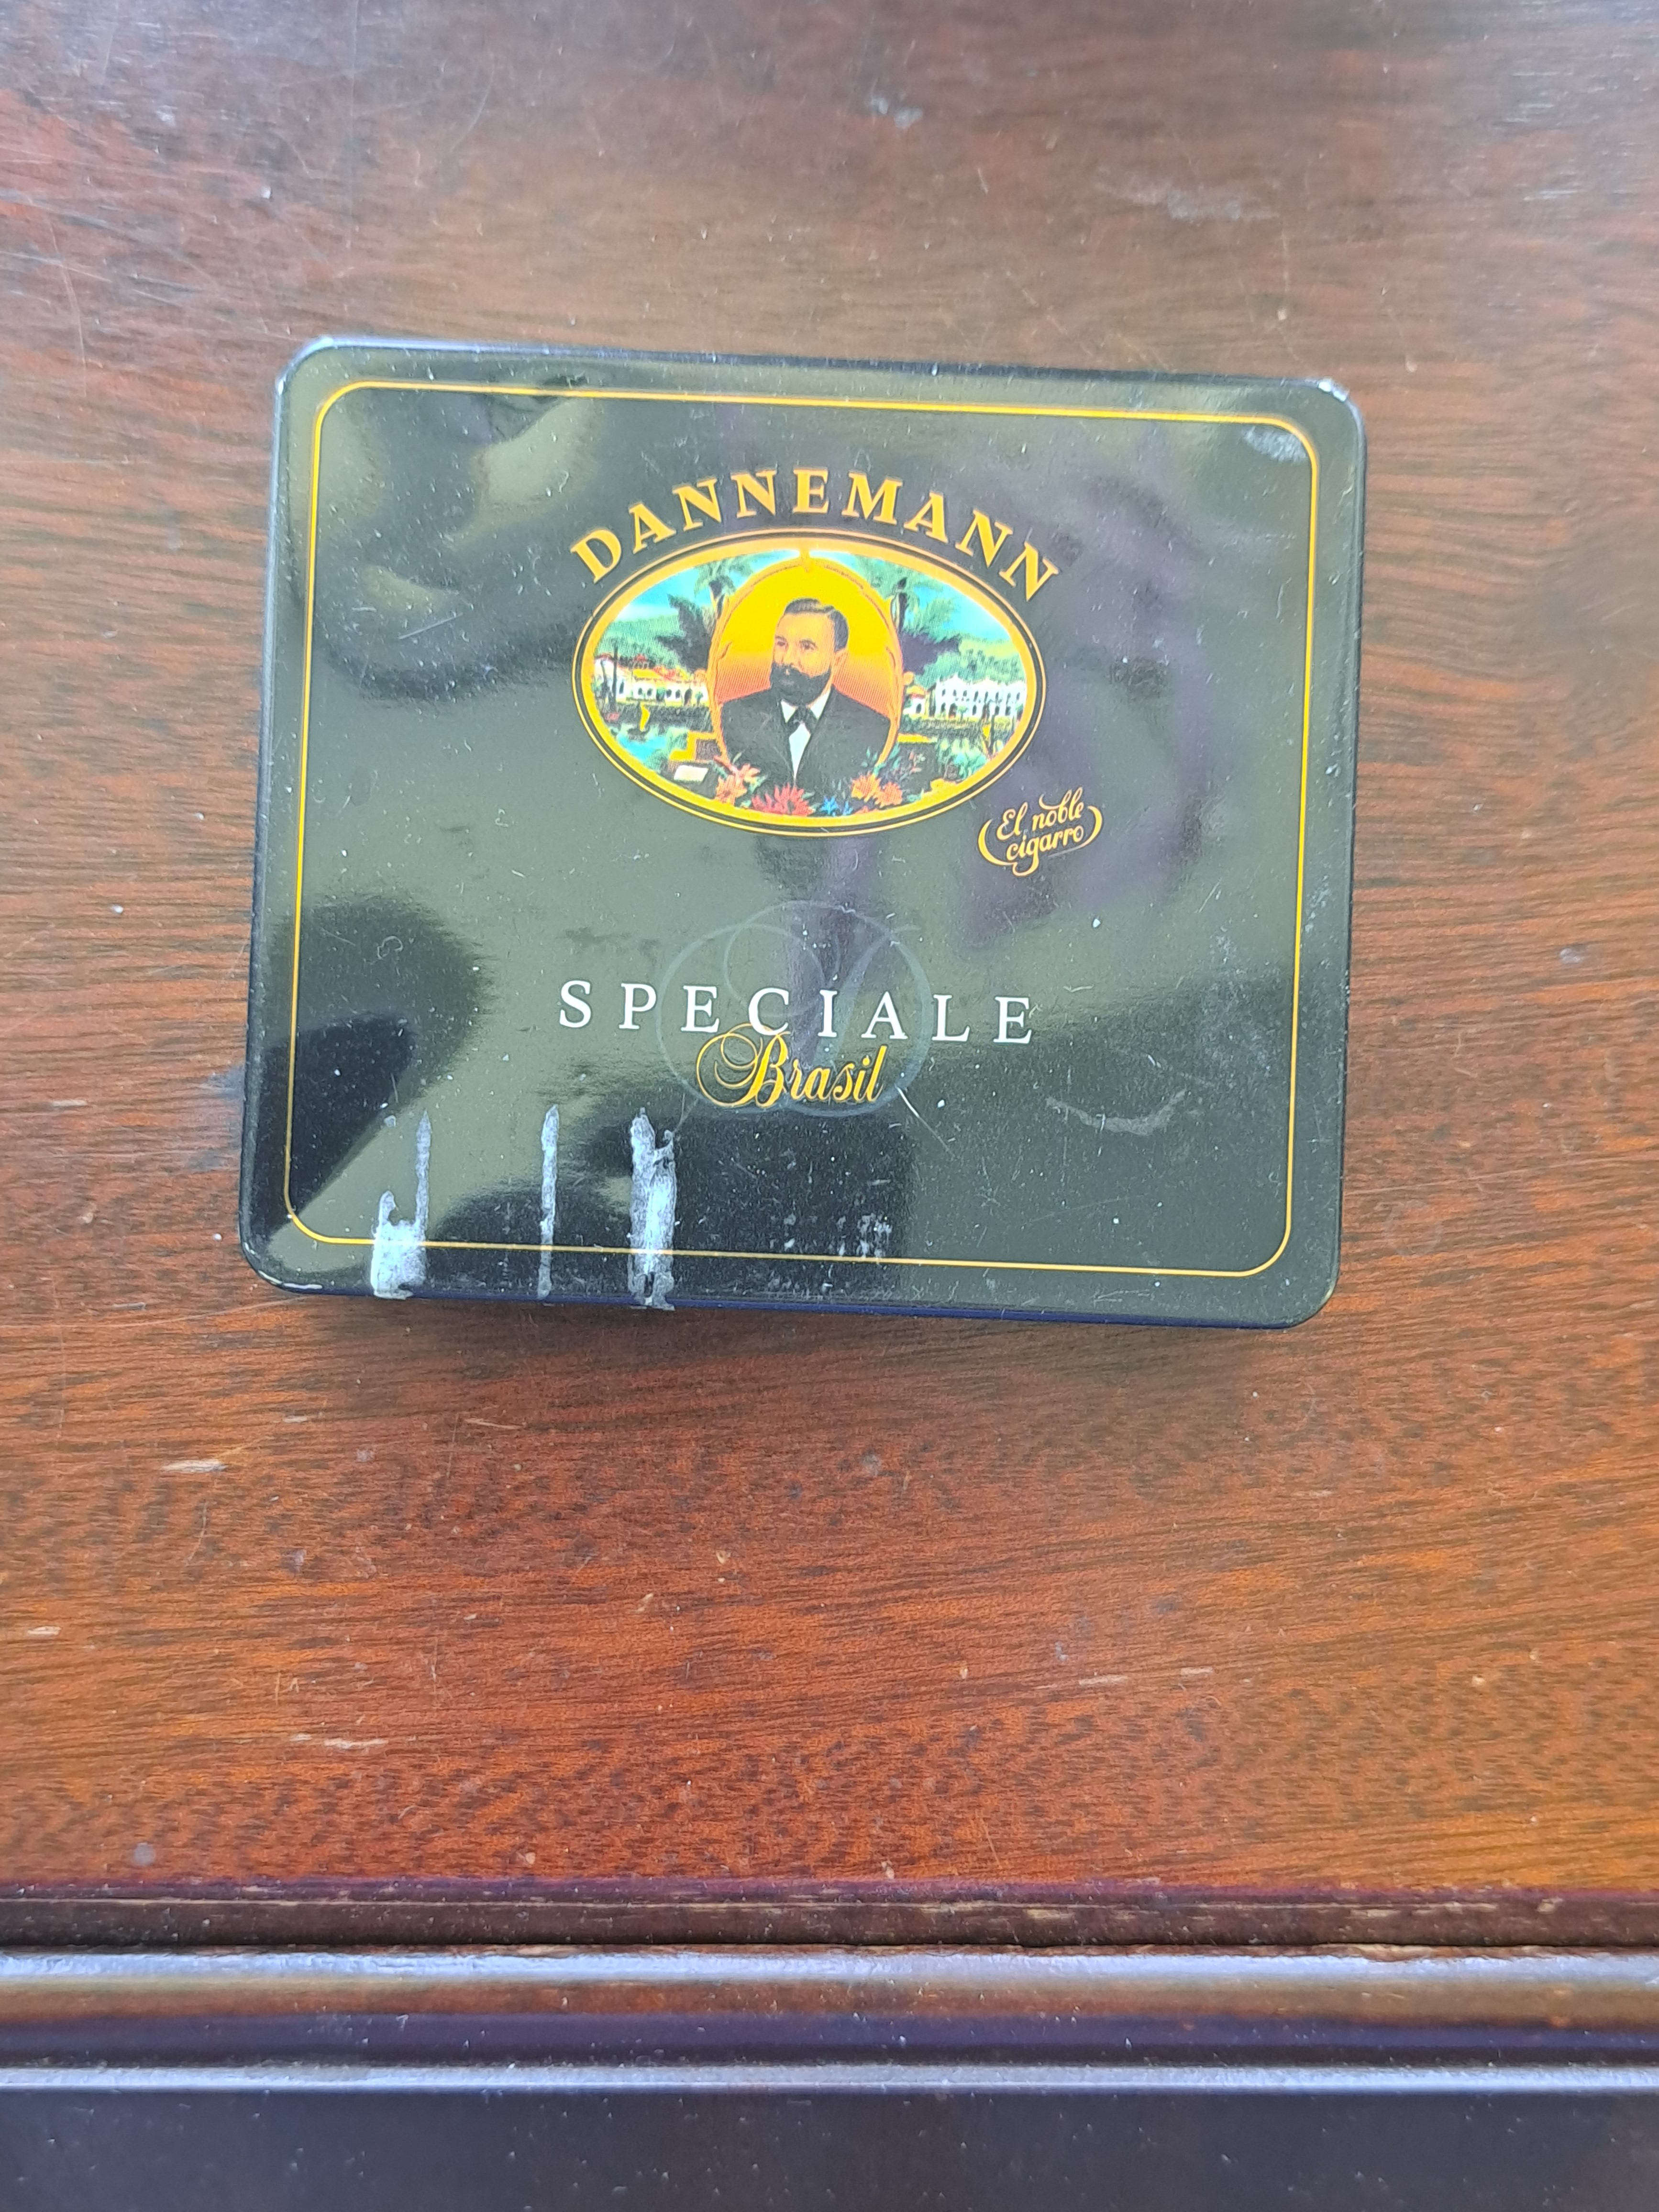 DANNEMANN
El noble
cigarro
SPECIALE
Brasil